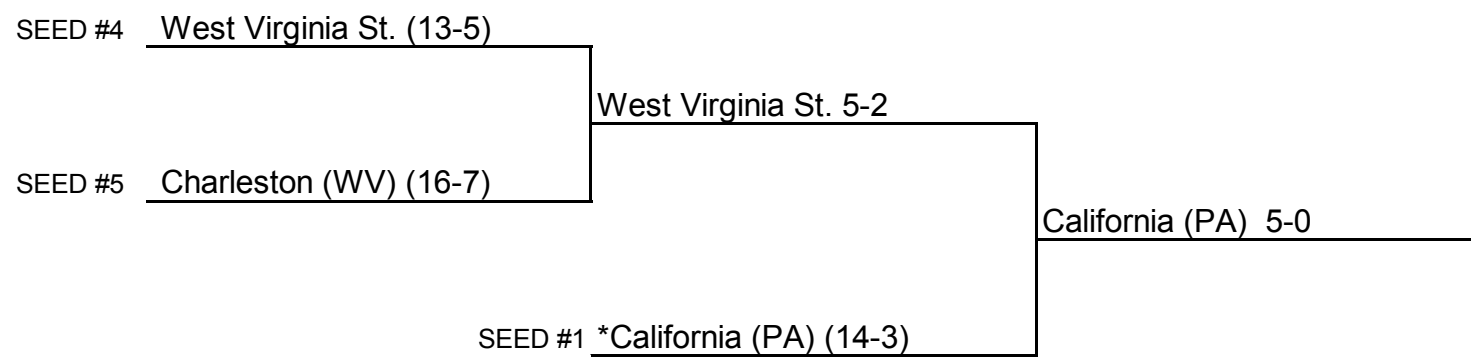 SEED #4 West Virginia St. (13-5)
West Virginia St. 5-2
SEED #5 Charleston (WV) (16-7)
California (PA) 5-0
SEED #1 *California (PA) (14-3)